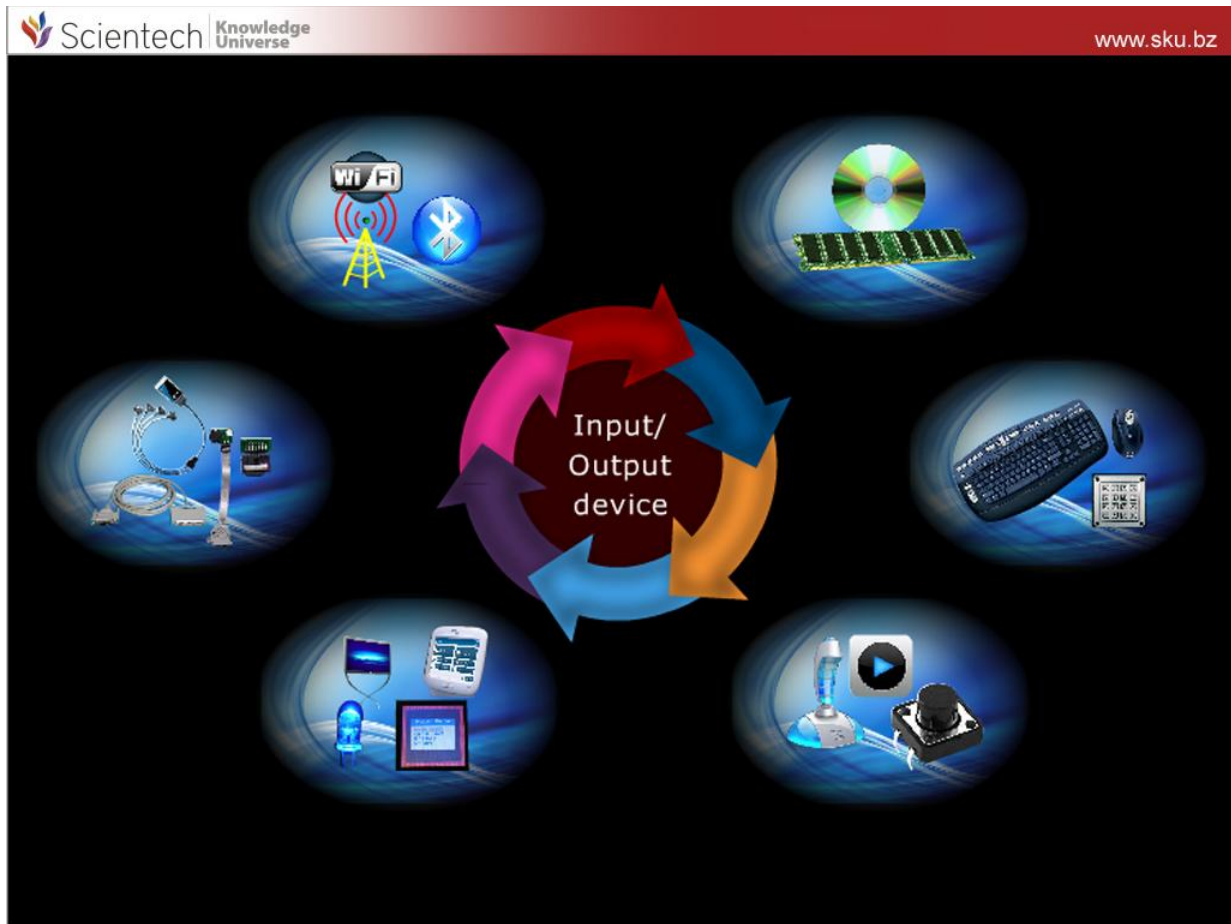 Scientech Knowledge
Universe
www.sku.bz
Wi Fi
Input/
Output
device